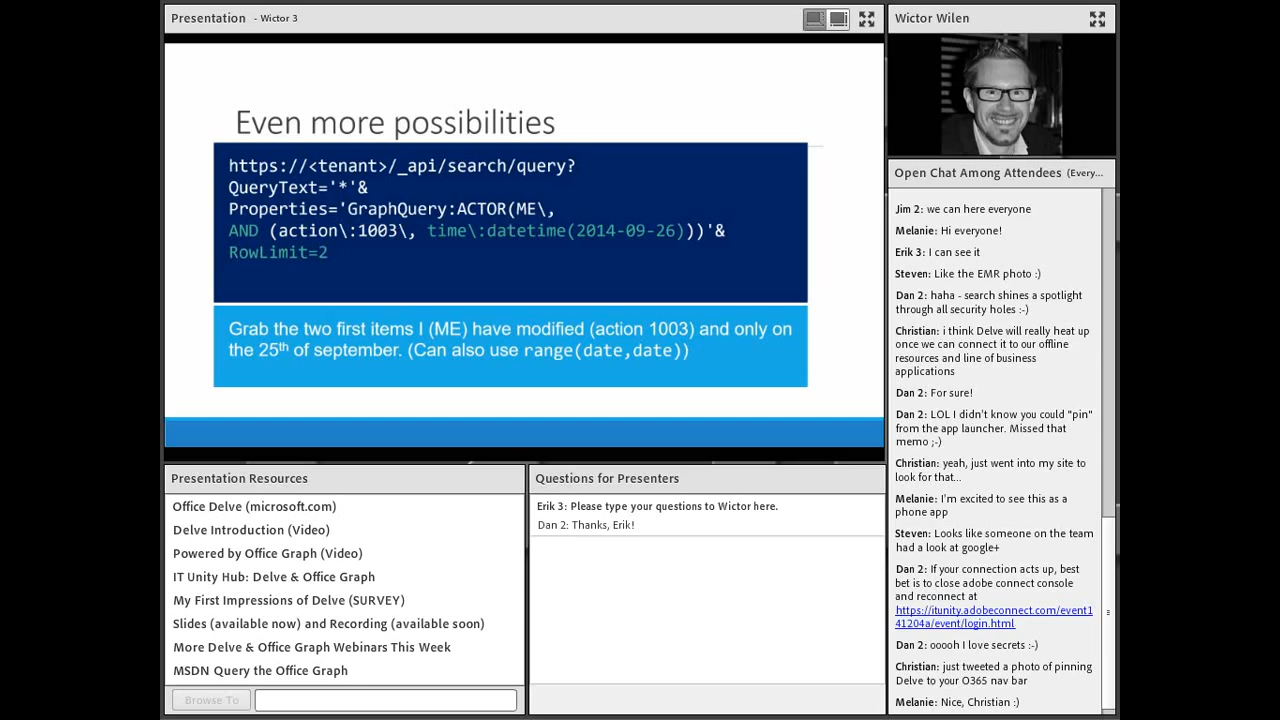 Presentation - Wictor 3
Even more possibilities
https://<tenant>/_api/search/query?
QueryText='*'&
Properties='GraphQuery:ACTOR(ME\,
AND (action\:1003\, time\:datetime(2014-09-26)))'&
RowLimit=2
Grab the two first items I (ME) have modified (action 1003) and only on
the 25th of september. (Can also use range(date,date))
Presentation Resources
Office Delve (microsoft.com)
Delve Introduction (Video)
Powered by Office Graph (Video)
IT Unity Hub: Delve & Office Graph
My First Impressions of Delve (SURVEY)
Slides (available now) and Recording (available soon)
More Delve & Office Graph Webinars This Week
MSDN Query the Office Graph
Browse To
Questions for Presenters
Erik 3: Please type your questions to Wictor here.
Dan 2: Thanks, Erik!
Wictor Wilen
Open Chat Among Attendees (Every...
Jim 2: we can here everyone
Melanie: Hi everyone!
Erik 3: I can see it
Steven: Like the EMR photo :)
Dan 2: haha - search shines a spotlight
through all security holes :-)
Christian: i think Delve will really heat up
once we can connect it to our offline
resources and line of business
applications
Dan 2: For sure!
Dan 2: LOL I didn't know you could "pin"
from the app launcher. Missed that
memo ;-)
Christian: yeah, just went into my site to
look for that...
Melanie: I'm excited to see this as a
phone app
Steven: Looks like someone on the team
had a look at google+
Dan 2: If your connection acts up, best
bet is to close adobe connect console
and reconnect at
https://itunity.adobeconnect.com/event1
41204a/event/login.html
Dan 2: ooooh I love secrets :-)
Christian: just tweeted a photo of pinning
Delve to your O365 nav bar
Melanie: Nice, Christian :)